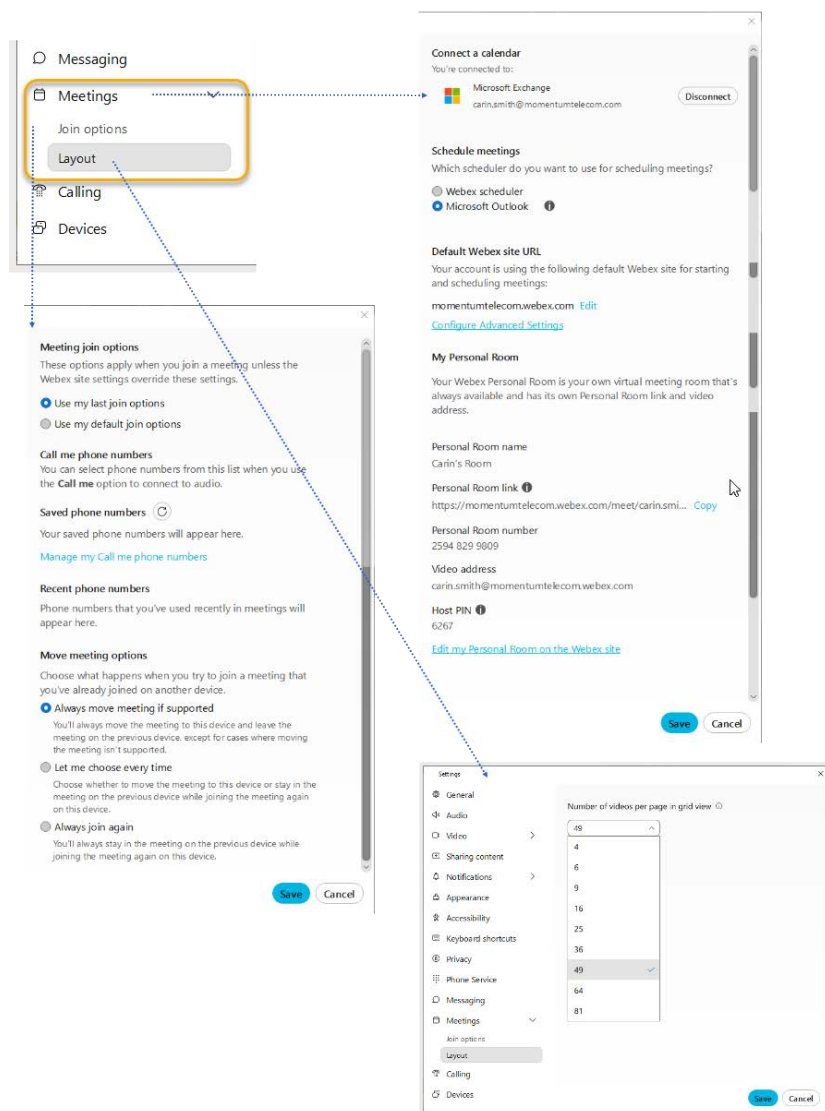 Messaging
Meetings
Join options
Layout
Calling
Devices
Connect a calendar
You're connected to:
Microsoft Exchange
carin.smith@momentumtelecom.com
Disconnect
Schedule meetings
Which scheduler do you want to use for scheduling meetings?
Webex scheduler
Microsoft Outlook
Default Webex site URL
Your account is using the following default Webex site for starting
and scheduling meetings:
momentumtelecom.webex.com Edit
Configure Advanced Settings
My Personal Room
Your Webex Personal Room is your own virtual meeting room that's
always available and has its own Personal Room link and video
address.
Personal Room name
Carin's Room
Personal Room link
https://momentumtelecom.webex.com/meet/carin.smi... Copy
Personal Room number
2594 829 9809
Video address
carin.smith@momentumtelecom.webex.com
Host PIN
6267
Edit my Personal Room on the Webex site
Save Cancel
Meeting join options
These options apply when you join a meeting unless the
Webex site settings override these settings.
Use my last join options
Use my default join options
Call me phone numbers
You can select phone numbers from this list when you use
the Call me option to connect to audio.
Saved phone numbers
Your saved phone numbers will appear here.
Manage my Call me phone numbers
Recent phone numbers
Phone numbers that you've used recently in meetings will
appear here.
Move meeting options
Choose what happens when you try to join a meeting that
you've already joined on another device.
Always move meeting if supported
You'll always move the meeting to this device and leave the
meeting on the previous device, except for cases where moving
the meeting isn't supported.
Let me choose every time
Choose whether to move the meeting to this device or stay in the
meeting on the previous device while joining the meeting again
on this device.
Always join again
You'll always stay in the meeting on the previous device while
joining the meeting again on this device.
Save Cancel
Settings
General
Audio
Video
Sharing content
Notifications
Appearance
Accessibility
Keyboard shortcuts
Privacy
Phone Service
Messaging
Meetings
Join options
Layout
Calling
Devices
Number of videos per page in grid view
49
4
6
9
16
25
36
49
64
81
Save Cancel